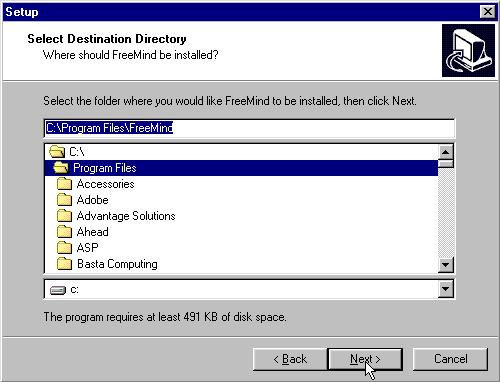 Setup
Select Destination Directory
Where should FreeMind be installed?
Select the folder where you would like FreeMind to be installed, then click Next.
C:\Program Files\FreeMind
C:\
Program Files
Accessories
Adobe
Advantage Solutions
Ahead
ASP
Basta Computing
c:
The program requires at least 491 KB of disk space.
< Back Next > Cancel